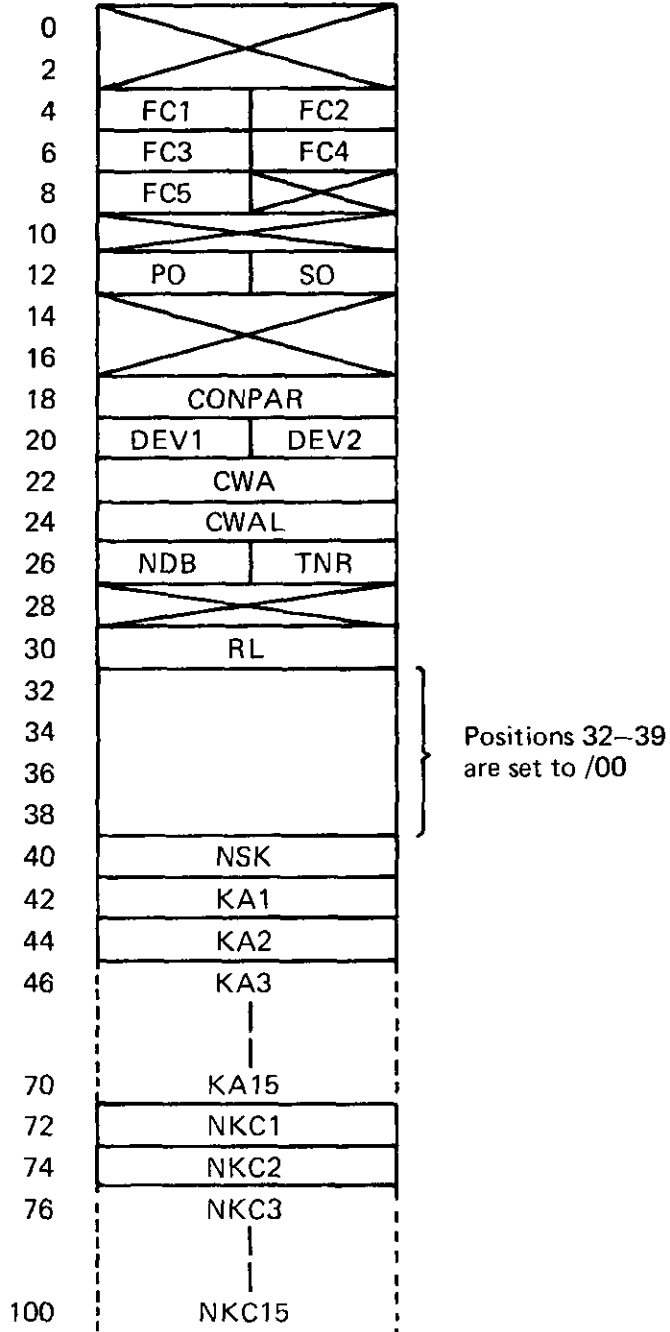 0
2
4 FC1 FC2
6 FC3 FC4
8 FC5
10
12 PO SO
14
16
18 CONPAR
20 DEV1 DEV2
22 CWA
24 CWAL
26 NDB TNR
28
30 RL
32
34 Positions 32–39
36 are set to /00
38
40 NSK
42 KA1
44 KA2
46 KA3
70 KA15
72 NKC1
74 NKC2
76 NKC3
100 NKC15